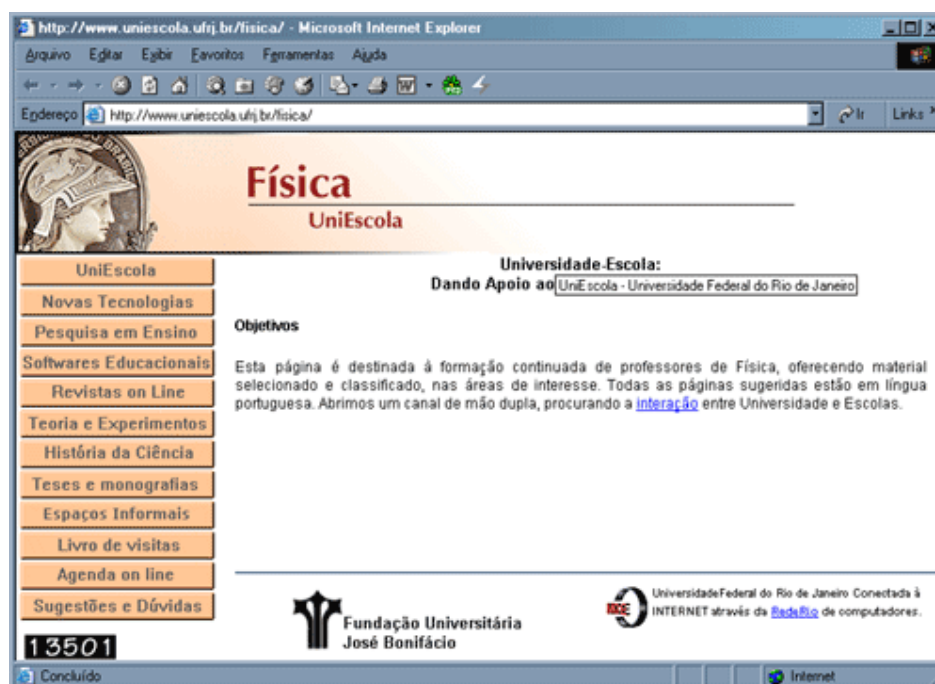 http://www.uniescola.ufrj.br/fisica/ - Microsoft Internet Explorer
Arquivo Editar Exibir Favoritos Ferramentas Ajuda
Endereço http://www.uniescola.ufrj.br/fisica/ Ir Links
Física
UniEscola
UniEscola
Novas Tecnologias
Pesquisa em Ensino
Softwares Educacionais
Revistas on Line
Teoria e Experimentos
História da Ciência
Teses e monografias
Espaços Informais
Livro de visitas
Agenda on line
Sugestões e Dúvidas
13501
Universidade-Escola:
Dando Apoio ao
UniEscola - Universidade Federal do Rio de Janeiro
Objetivos
Esta página é destinada á formação continuada de professores de Física, oferecendo material
selecionado e classificado, nas áreas de interesse. Todas as páginas sugeridas estão em língua
portuguesa. Abrimos um canal de mão dupla, procurando a interação entre Universidade e Escolas.
Fundação Universitária
José Bonifácio
Universidade Federal do Rio de Janeiro Conectada à
INTERNET através da RedeRio de computadores.
Concluído Internet